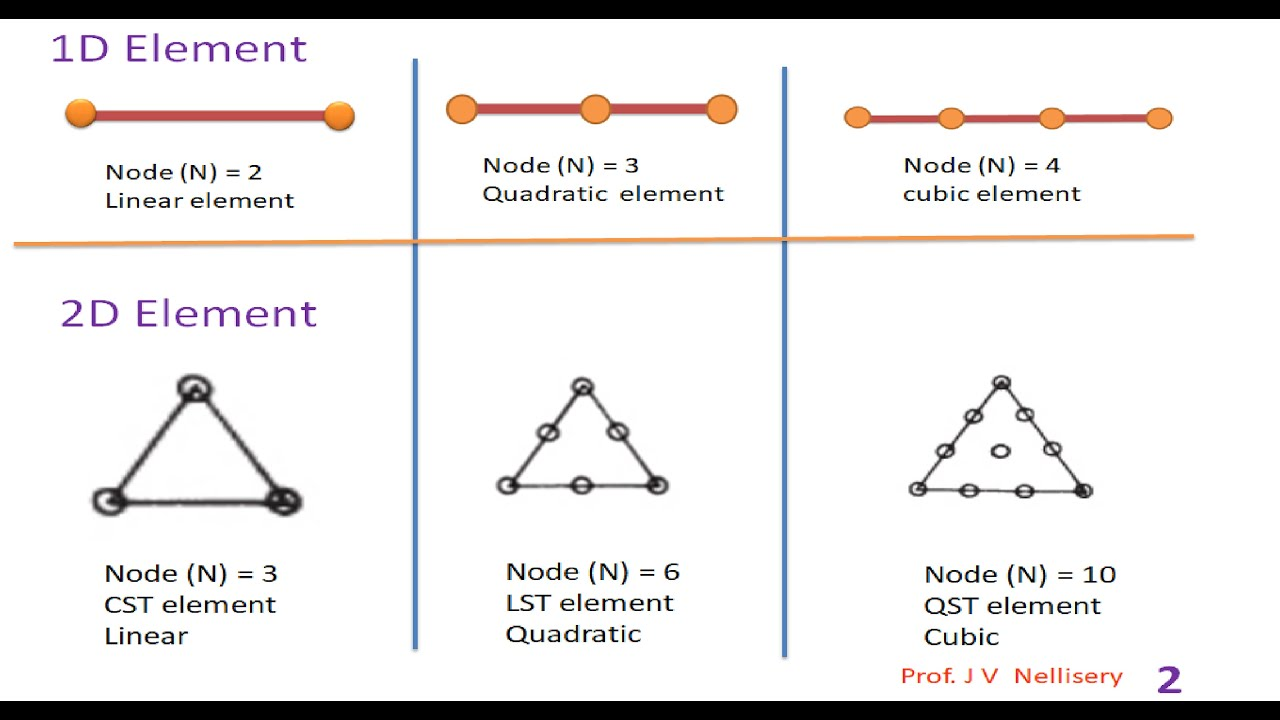 1D Element
Node (N) = 2
Linear element
Node (N) = 3
Quadratic element
Node (N) = 4
cubic element
2D Element
Node (N) = 3
CST element
Linear
Node (N) = 6
LST element
Quadratic
Node (N) = 10
QST element
Cubic
Prof. J V Nellisery 2